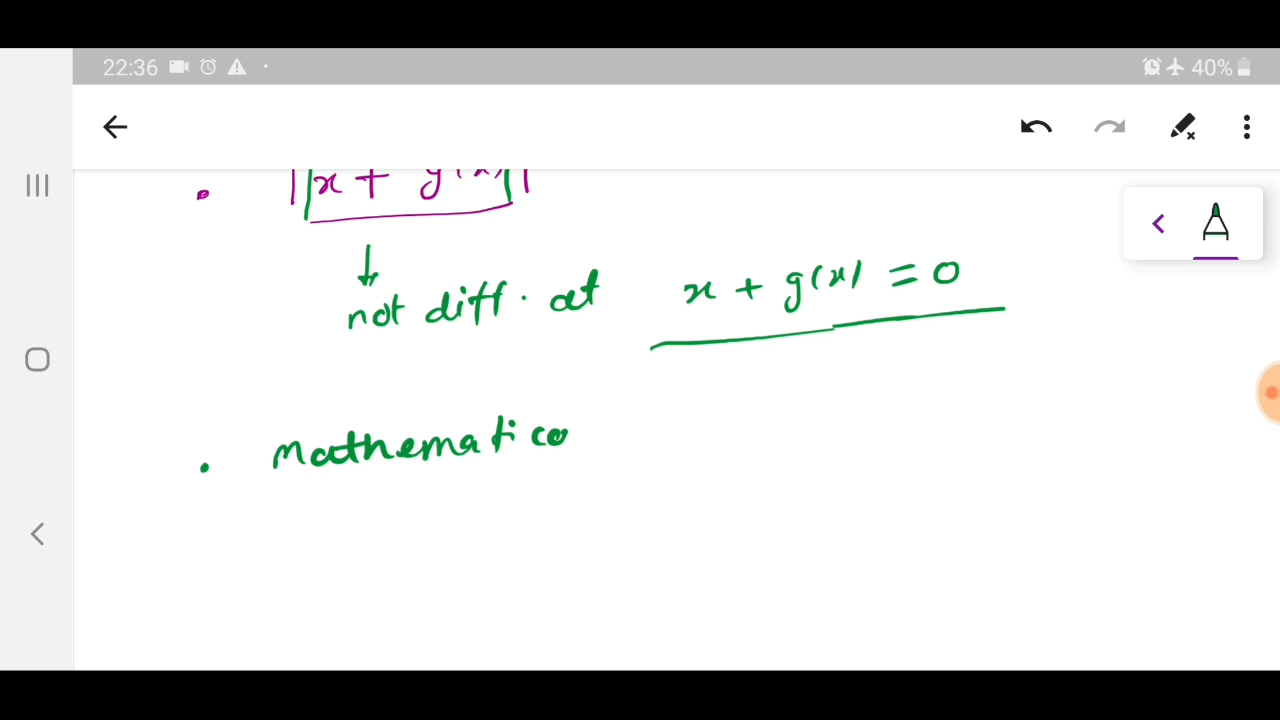 22:36 40%
. ||x + g(x)||
↓
not diff. at x + g(x) = 0
. mathematica